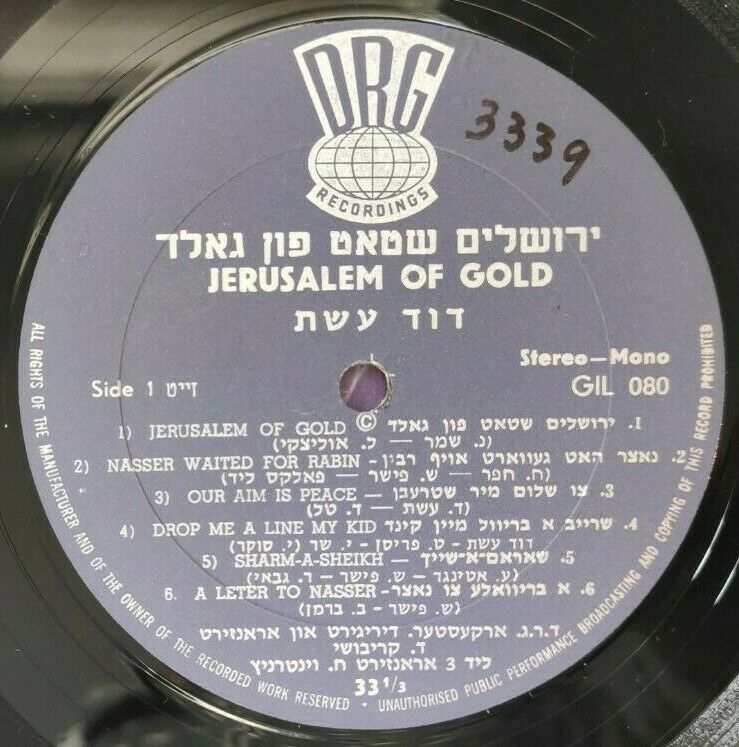 DRG
RECORDINGS
3339
ירושלים שטאט פון גאלד
JERUSALEM OF GOLD
דוד עשת
Stereo—Mono
Side 1 זייט
GIL 080
1) JERUSALEM OF GOLD © 1. ירושלים שטאט פון גאלד
(נ. שמר — ל. אוליצקי)
2) NASSER WAITED FOR RABIN - 2. נאצר האט געווארט אויף רבין
(ח. חפר — ש. פישר — פאלקס ליד)
3) OUR AIM IS PEACE — 3. צו שלום מיר שטרעבן
(ד. עשת — ד. טל)
4) DROP ME A LINE MY KID 4. שרייב א בריוול מיין קינד
דוד עשת - ט. פריסן - י. שר (י. סוקר)
5) SHARM-A-SHEIKH — 5. שאראם-א-שייך
(ע. אטינגר — ש. פישר — ר. גבאי)
6. A LETER TO NASSER - 6. א בריוועלע צו נאצר
(ש. פישר - ב. ברמן)
ד.ר.ג. ארקעסטער. דיריגירט און אראנזירט
ד. קריבושי
ליד 3 אראנזירט ח. וינטרניץ
33 1/3
ALL RIGHTS OF THE MANUFACTURER AND OF THE OWNER OF THE RECORDED WORK RESERVED · UNAUTHORISED PUBLIC PERFORMANCE BROADCASTING AND COPYING OF THIS RECORD PROHIBITED